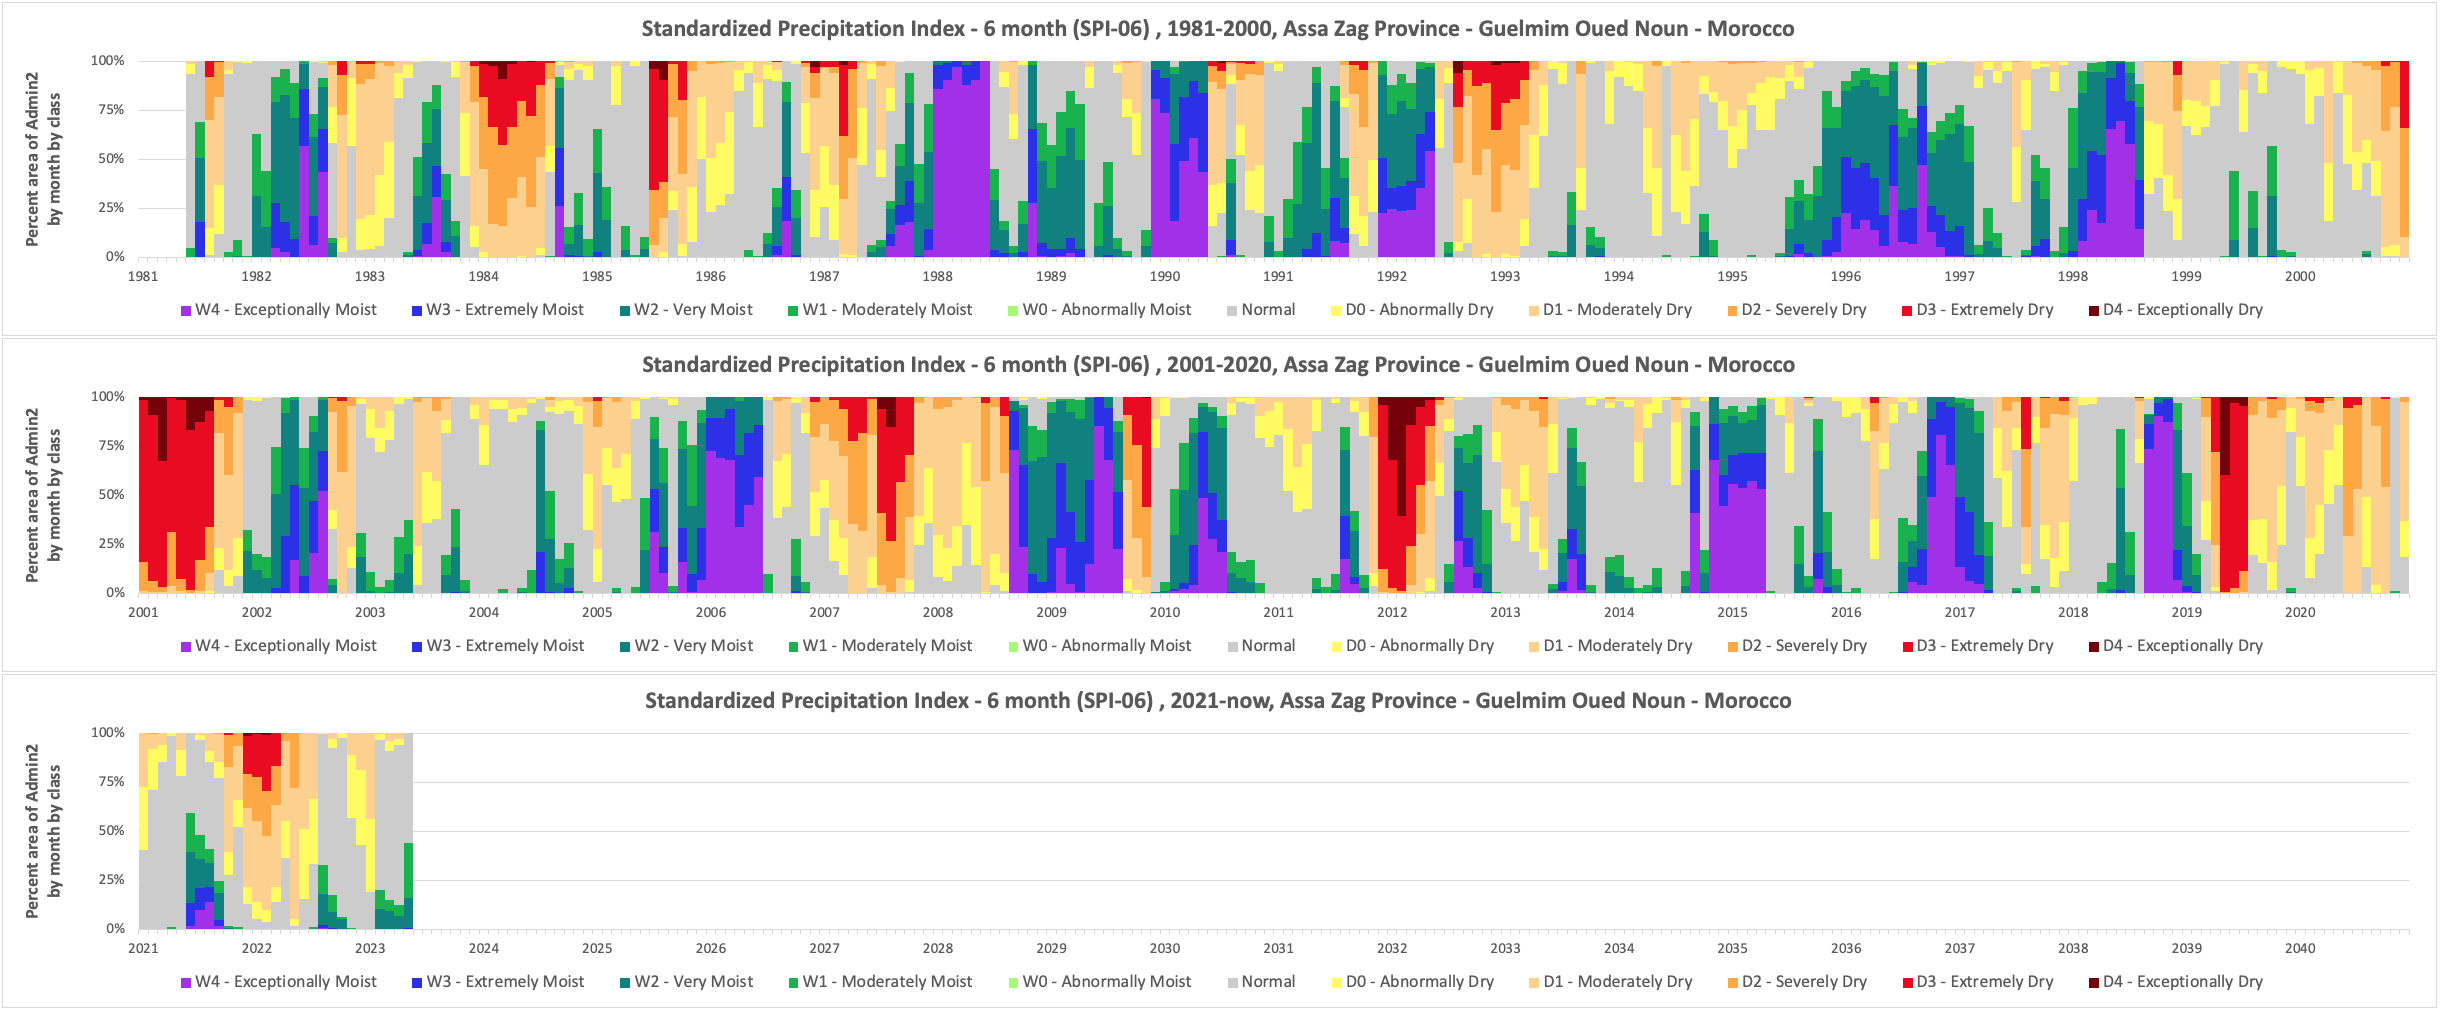 Standardized Precipitation Index - 6 month (SPI-06) , 1981-2000, Assa Zag Province - Guelmim Oued Noun - Morocco
Percent area of Admin2
by month by class
100%
75%
50%
25%
0%
1981 1982 1983 1984 1985 1986 1987 1988 1989 1990 1991 1992 1993 1994 1995 1996 1997 1998 1999 2000
W4 - Exceptionally Moist W3 - Extremely Moist W2 - Very Moist W1 - Moderately Moist W0 - Abnormally Moist Normal D0 - Abnormally Dry D1 - Moderately Dry D2 - Severely Dry D3 - Extremely Dry D4 - Exceptionally Dry
Standardized Precipitation Index - 6 month (SPI-06) , 2001-2020, Assa Zag Province - Guelmim Oued Noun - Morocco
Percent area of Admin2
by month by class
100%
75%
50%
25%
0%
2001 2002 2003 2004 2005 2006 2007 2008 2009 2010 2011 2012 2013 2014 2015 2016 2017 2018 2019 2020
W4 - Exceptionally Moist W3 - Extremely Moist W2 - Very Moist W1 - Moderately Moist W0 - Abnormally Moist Normal D0 - Abnormally Dry D1 - Moderately Dry D2 - Severely Dry D3 - Extremely Dry D4 - Exceptionally Dry
Standardized Precipitation Index - 6 month (SPI-06) , 2021-now, Assa Zag Province - Guelmim Oued Noun - Morocco
Percent area of Admin2
by month by class
100%
75%
50%
25%
0%
2021 2022 2023 2024 2025 2026 2027 2028 2029 2030 2031 2032 2033 2034 2035 2036 2037 2038 2039 2040
W4 - Exceptionally Moist W3 - Extremely Moist W2 - Very Moist W1 - Moderately Moist W0 - Abnormally Moist Normal D0 - Abnormally Dry D1 - Moderately Dry D2 - Severely Dry D3 - Extremely Dry D4 - Exceptionally Dry